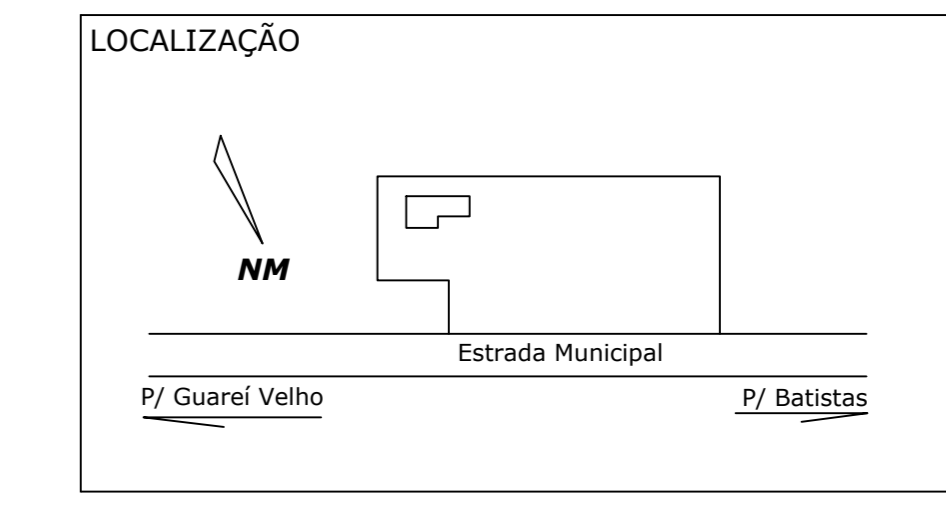 LOCALIZAÇÃO
NM
Estrada Municipal
P/ Guareí Velho
P/ Batistas